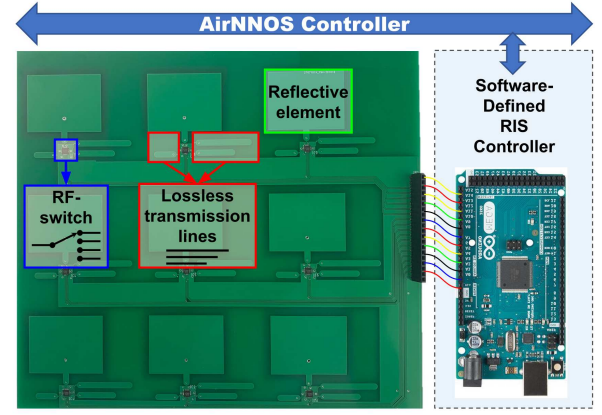 AirNNOS Controller
Software-
Defined
RIS
Controller
Reflective
element
RF-
switch
Lossless
transmission
lines